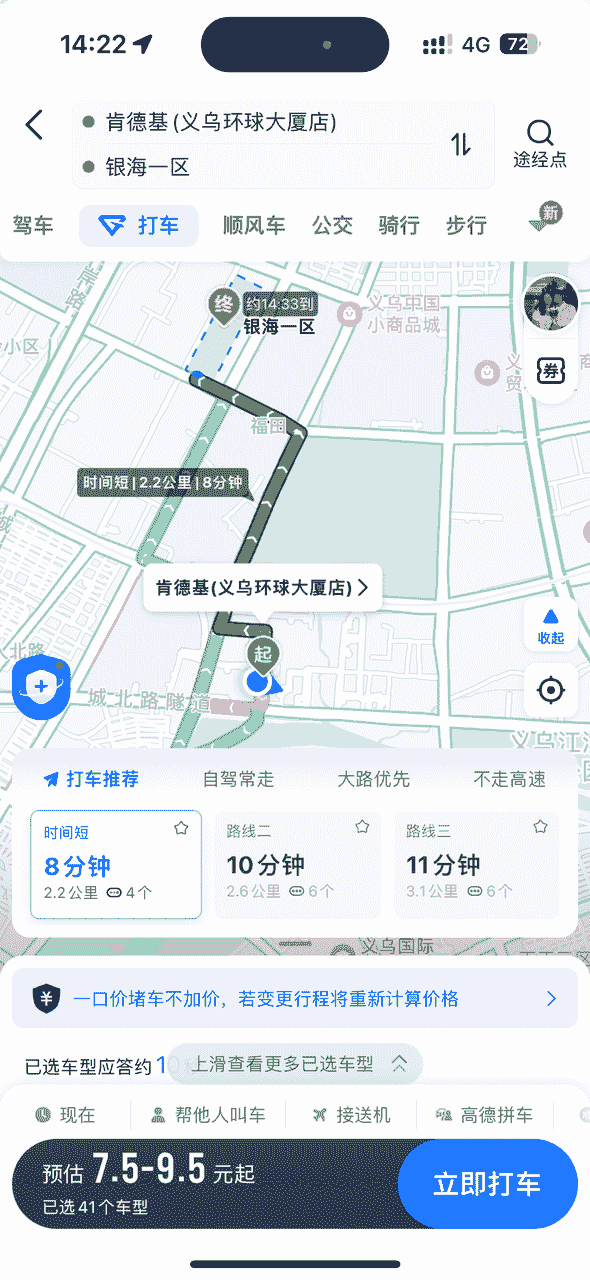 14:22
4G 72
肯德基(义乌环球大厦店)
银海一区
途经点
驾车 打车 顺风车 公交 骑行 步行 新
终 约14:33到
银海一区
义乌中国
小商品城
小区
券
福田
时间短|2.2公里|8分钟
肯德基(义乌环球大厦店)
收起
起
北路
城北路隧道
义乌江
打车推荐 自驾常走 大路优先 不走高速
时间短 路线二 路线三
8分钟 10分钟 11分钟
2.2公里 4个 2.6公里 6个 3.1公里 6个
义乌国际
一口价堵车不加价，若变更行程将重新计算价格
已选车型应答约1
上滑查看更多已选车型
现在 帮他人叫车 接送机 高德拼车
预估 7.5-9.5 元起
已选41个车型
立即打车